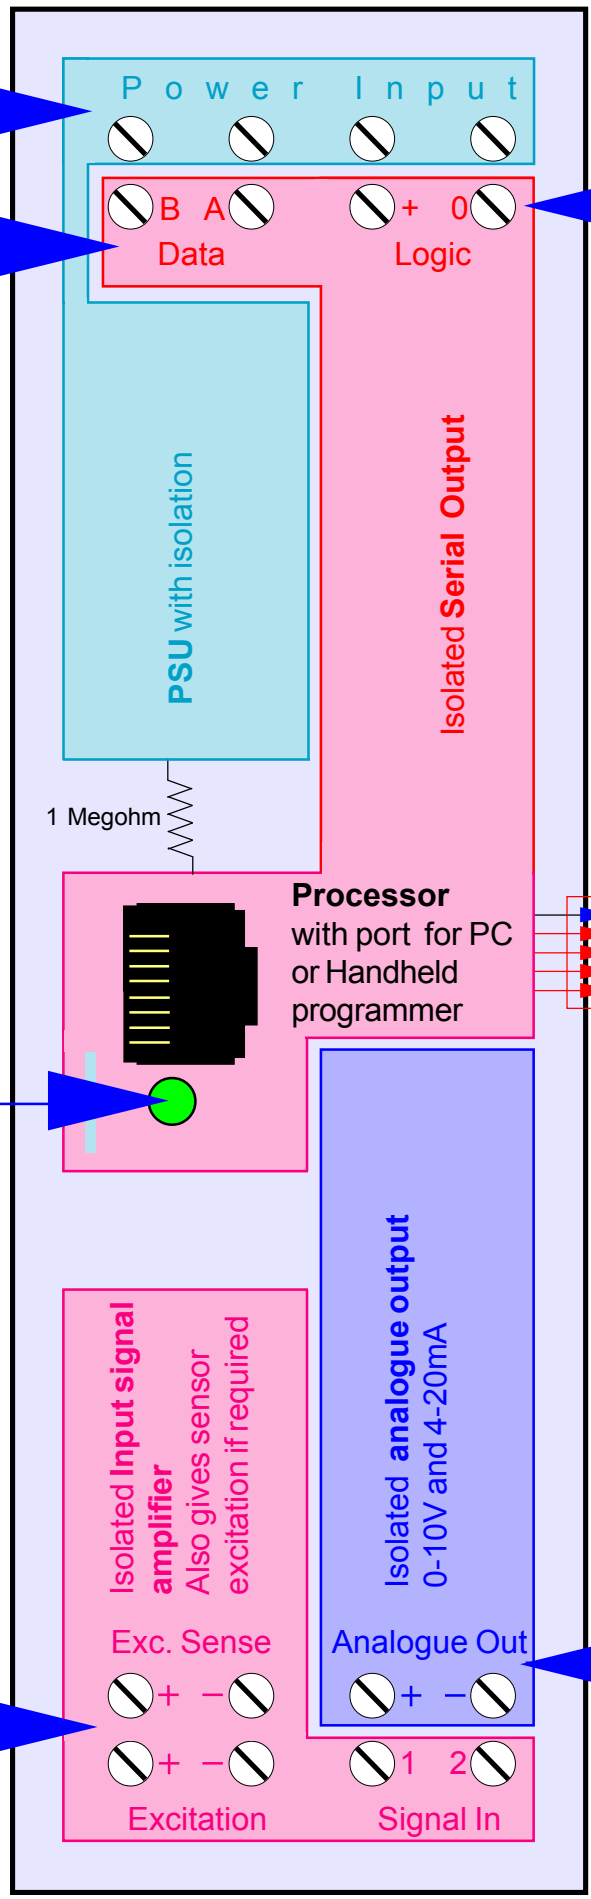 Power Input
B A + 0
Data Logic
PSU with isolation
Isolated Serial Output
1 Megohm
Processor
with port for PC
or Handheld
programmer
Isolated Input signal
amplifier
Also gives sensor
excitation if required
Isolated analogue output
0-10V and 4-20mA
Exc. Sense Analogue Out
+ − + −
+ − 1 2
Excitation Signal In